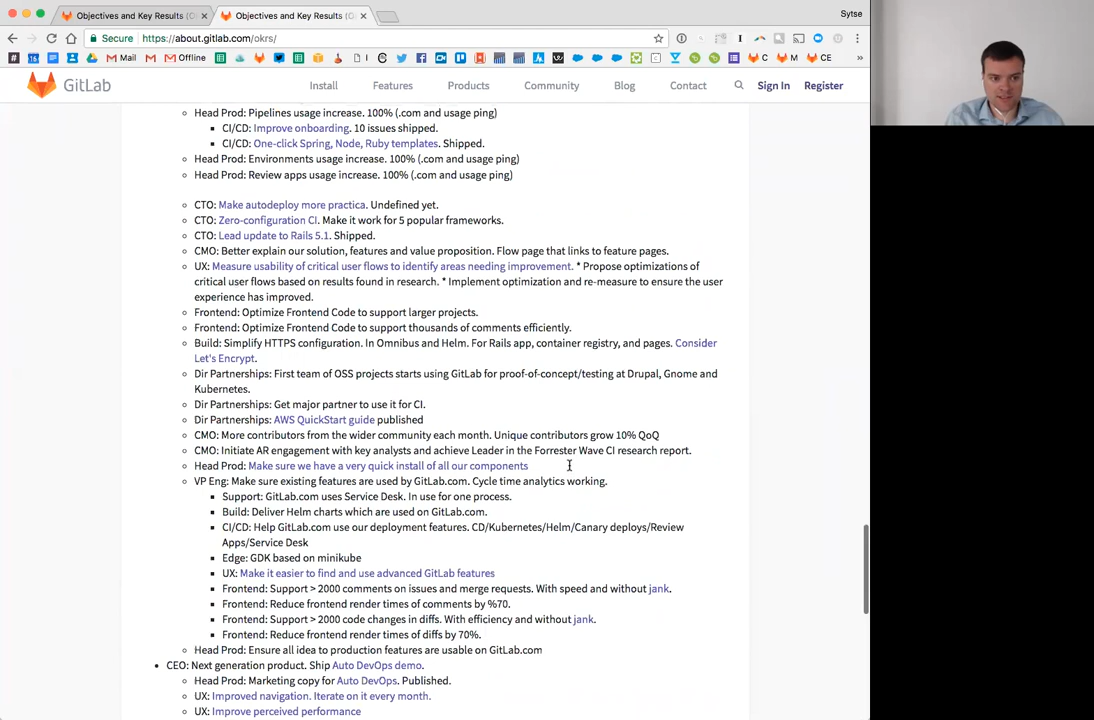 Objectives and Key Results (O
Objectives and Key Results (O
Sytse
Secure
https://about.gitlab.com/okrs/
Mail
Offline
C
M
CE
»
GitLab
Install
Features
Products
Community
Blog
Contact
Sign In
Register
Head Prod: Pipelines usage increase. 100% (.com and usage ping)
CI/CD: Improve onboarding. 10 issues shipped.
CI/CD: One-click Spring, Node, Ruby templates. Shipped.
Head Prod: Environments usage increase. 100% (.com and usage ping)
Head Prod: Review apps usage increase. 100% (.com and usage ping)
CTO: Make autodeploy more practica. Undefined yet.
CTO: Zero-configuration CI. Make it work for 5 popular frameworks.
CTO: Lead update to Rails 5.1. Shipped.
CMO: Better explain our solution, features and value proposition. Flow page that links to feature pages.
UX: Measure usability of critical user flows to identify areas needing improvement. * Propose optimizations of
critical user flows based on results found in research. * Implement optimization and re-measure to ensure the user
experience has improved.
Frontend: Optimize Frontend Code to support larger projects.
Frontend: Optimize Frontend Code to support thousands of comments efficiently.
Build: Simplify HTTPS configuration. In Omnibus and Helm. For Rails app, container registry, and pages. Consider
Let's Encrypt.
Dir Partnerships: First team of OSS projects starts using GitLab for proof-of-concept/testing at Drupal, Gnome and
Kubernetes.
Dir Partnerships: Get major partner to use it for CI.
Dir Partnerships: AWS QuickStart guide published
CMO: More contributors from the wider community each month. Unique contributors grow 10% QoQ
CMO: Initiate AR engagement with key analysts and achieve Leader in the Forrester Wave CI research report.
Head Prod: Make sure we have a very quick install of all our components
VP Eng: Make sure existing features are used by GitLab.com. Cycle time analytics working.
Support: GitLab.com uses Service Desk. In use for one process.
Build: Deliver Helm charts which are used on GitLab.com.
CI/CD: Help GitLab.com use our deployment features. CD/Kubernetes/Helm/Canary deploys/Review
Apps/Service Desk
Edge: GDK based on minikube
UX: Make it easier to find and use advanced GitLab features
Frontend: Support > 2000 comments on issues and merge requests. With speed and without jank.
Frontend: Reduce frontend render times of comments by %70.
Frontend: Support > 2000 code changes in diffs. With efficiency and without jank.
Frontend: Reduce frontend render times of diffs by 70%.
Head Prod: Ensure all idea to production features are usable on GitLab.com
CEO: Next generation product. Ship Auto DevOps demo.
Head Prod: Marketing copy for Auto DevOps. Published.
UX: Improved navigation. Iterate on it every month.
UX: Improve perceived performance